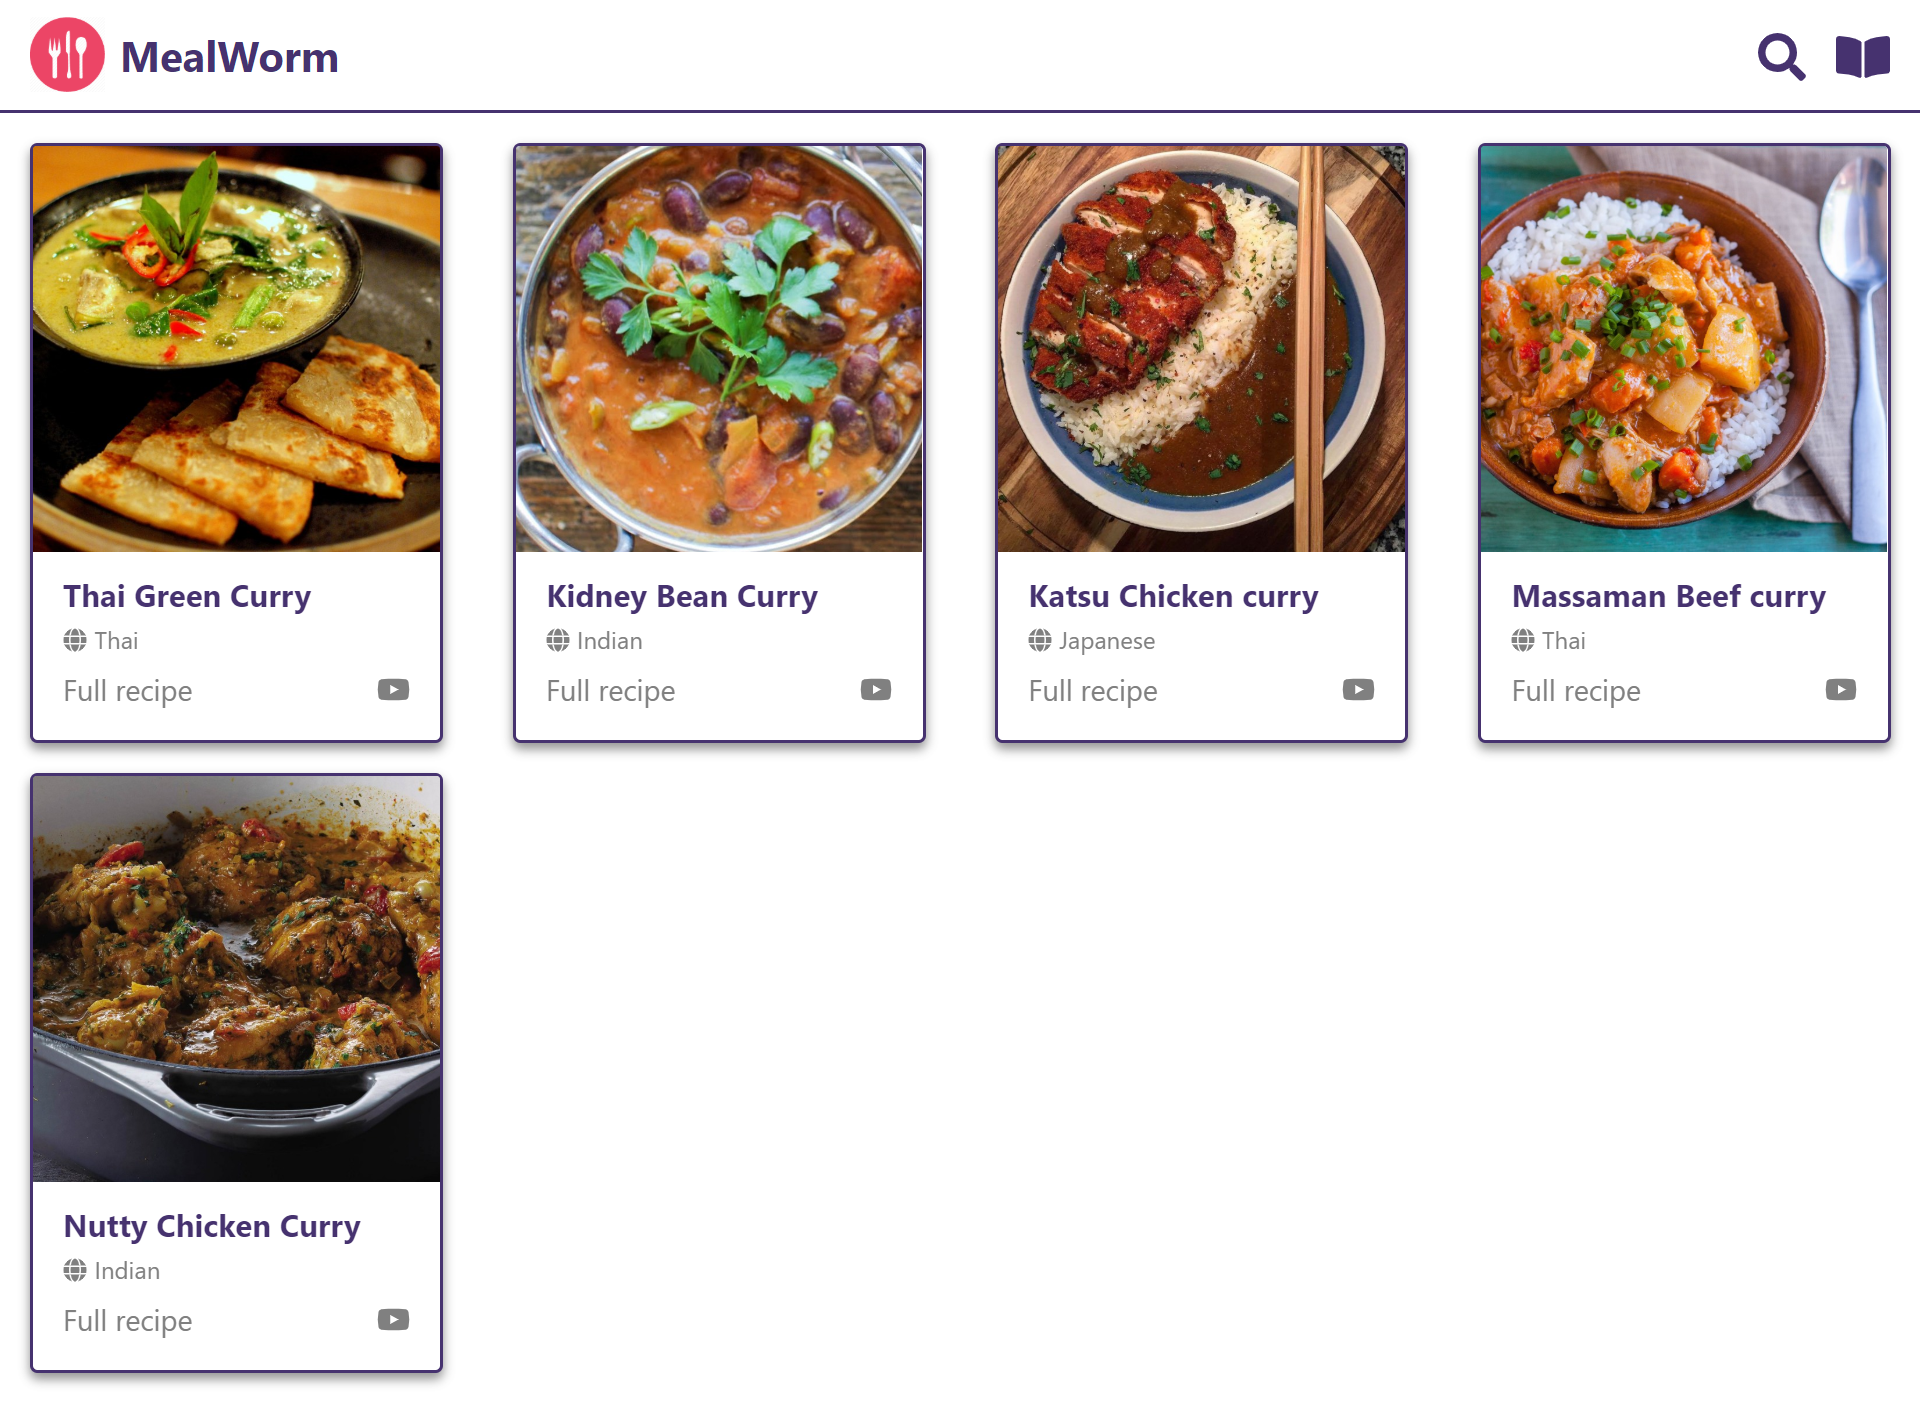 MealWorm
Thai Green Curry
Thai
Full recipe
Kidney Bean Curry
Indian
Full recipe
Katsu Chicken curry
Japanese
Full recipe
Massaman Beef curry
Thai
Full recipe
Nutty Chicken Curry
Indian
Full recipe